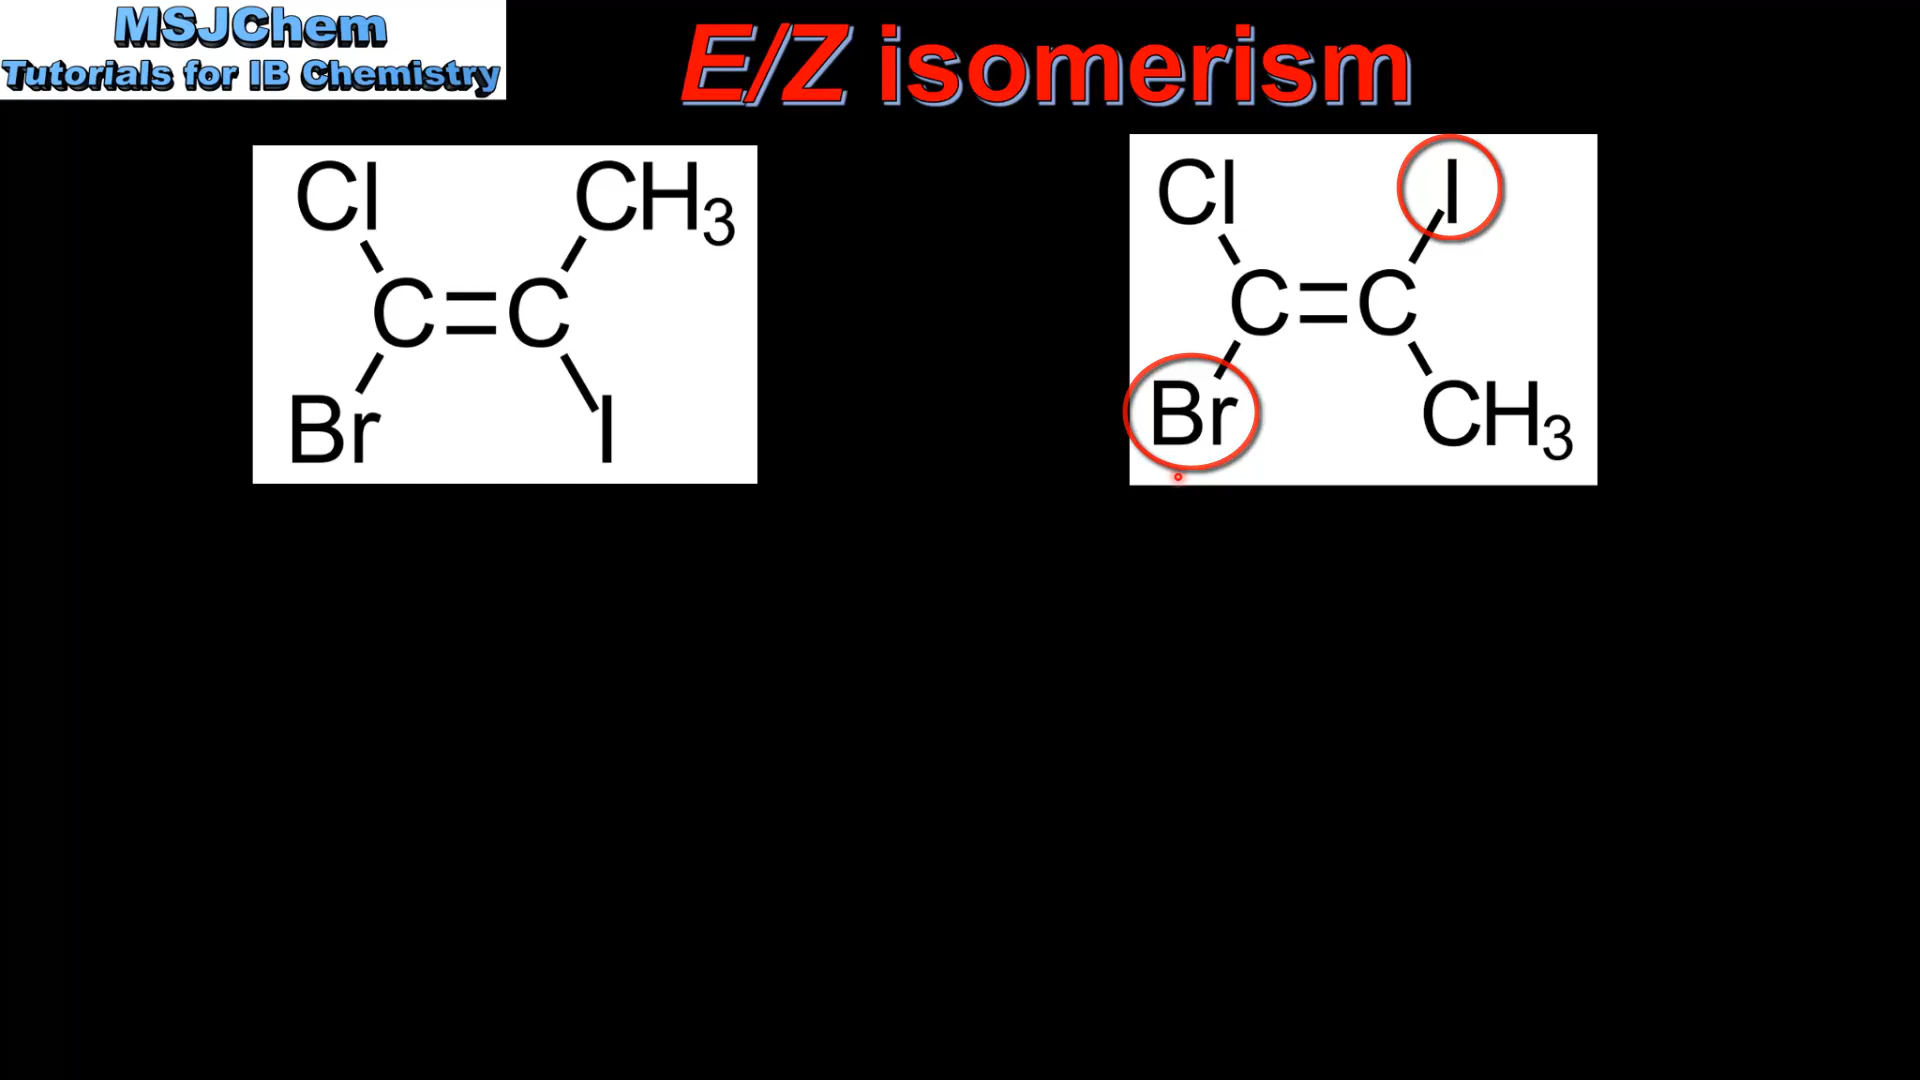 MSJChem
Tutorials for IB Chemistry
E/Z isomerism
Cl CH3
C=C
Br I
Cl I
C=C
Br CH3